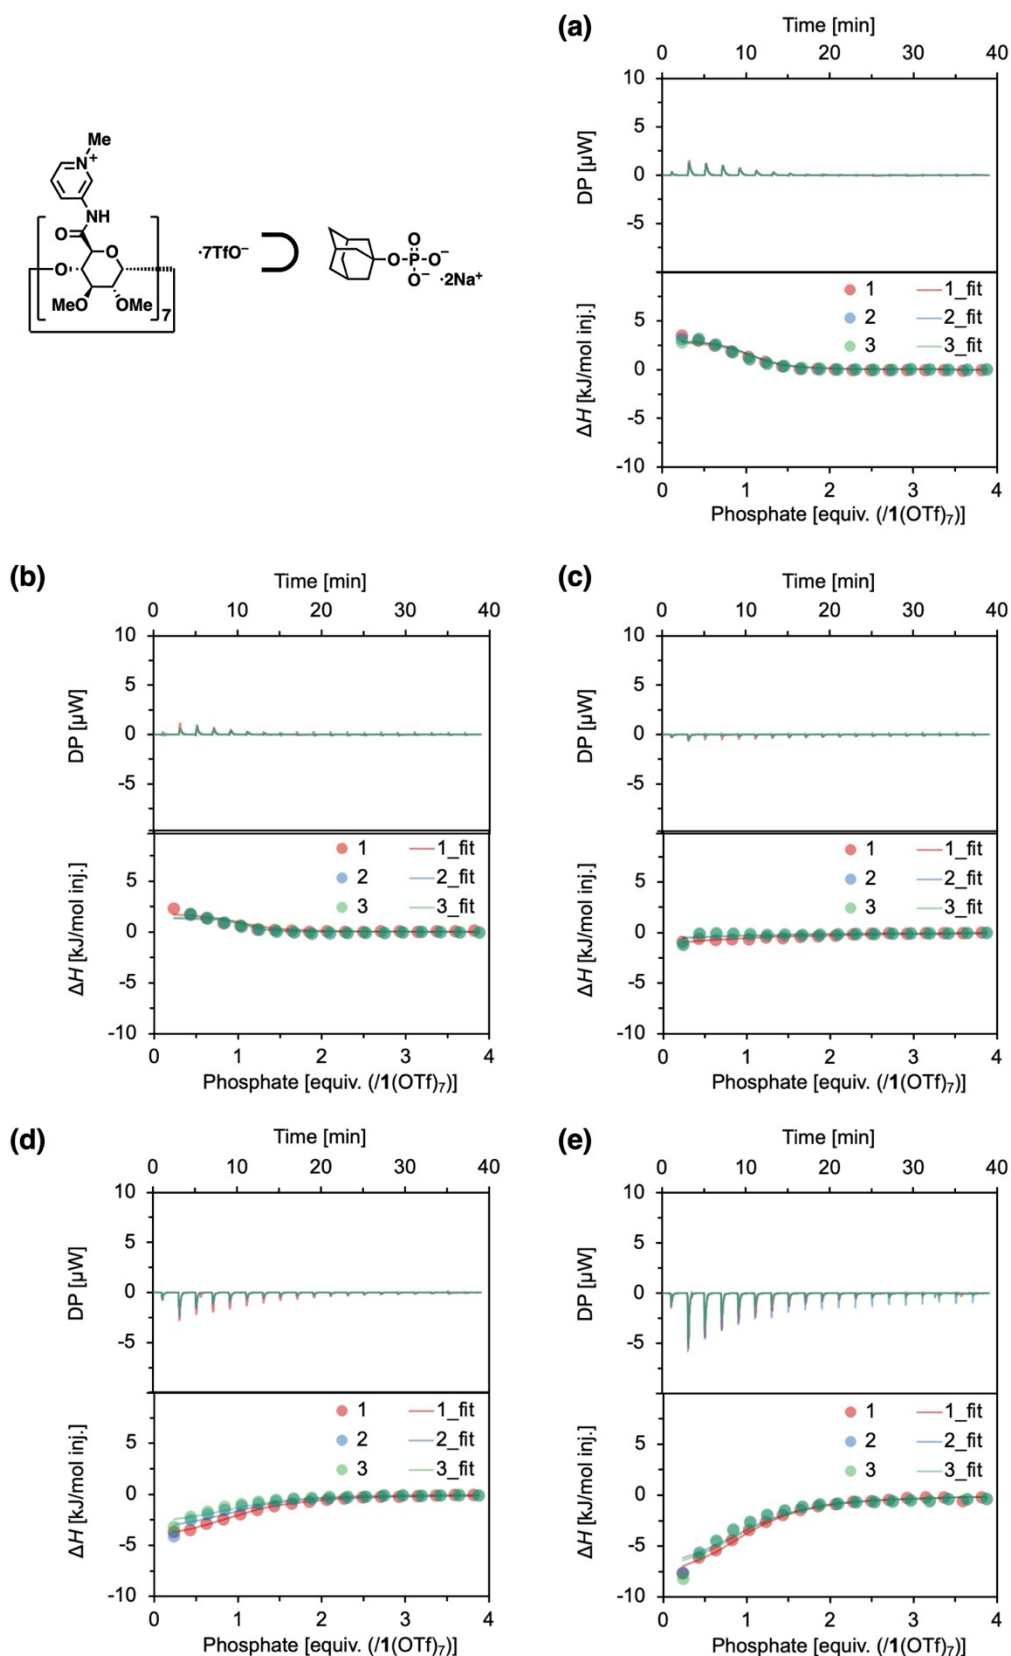 (a)
Time [min]
0 10 20 30 40
10
5
0
-5
DP [µW]
Me
N+
NH
O
O
O
MeO
OMe
7
·7TfO–
O
O–P–O–
O– ·2Na+
1 1_fit
2 2_fit
3 3_fit
5
0
-5
-10
ΔH [kJ/mol inj.]
0 1 2 3 4
Phosphate [equiv. (/1(OTf)7)]
(b)
Time [min]
0 10 20 30 40
10
5
0
-5
DP [µW]
1 1_fit
2 2_fit
3 3_fit
5
0
-5
-10
ΔH [kJ/mol inj.]
0 1 2 3 4
Phosphate [equiv. (/1(OTf)7)]
(c)
Time [min]
0 10 20 30 40
10
5
0
-5
DP [µW]
1 1_fit
2 2_fit
3 3_fit
5
0
-5
-10
ΔH [kJ/mol inj.]
0 1 2 3 4
Phosphate [equiv. (/1(OTf)7)]
(d)
Time [min]
0 10 20 30 40
10
5
0
-5
DP [µW]
1 1_fit
2 2_fit
3 3_fit
5
0
-5
-10
ΔH [kJ/mol inj.]
0 1 2 3 4
Phosphate [equiv. (/1(OTf)7)]
(e)
Time [min]
0 10 20 30 40
10
5
0
-5
DP [µW]
1 1_fit
2 2_fit
3 3_fit
5
0
-5
-10
ΔH [kJ/mol inj.]
0 1 2 3 4
Phosphate [equiv. (/1(OTf)7)]